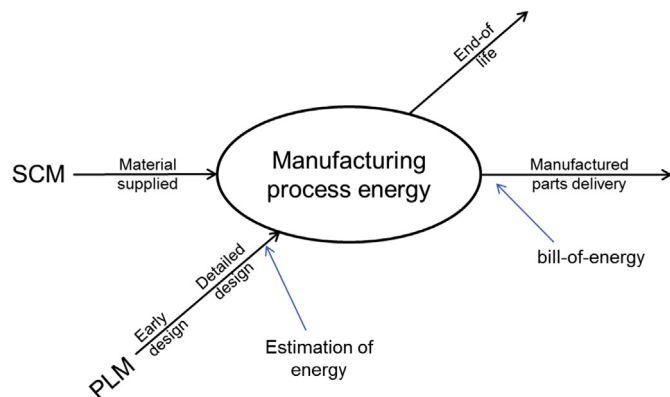 End-of
life
SCM
Material
supplied
Manufacturing
process energy
Manufactured
parts delivery
bill-of-energy
Detailed
design
Early
design
PLM
Estimation of
energy